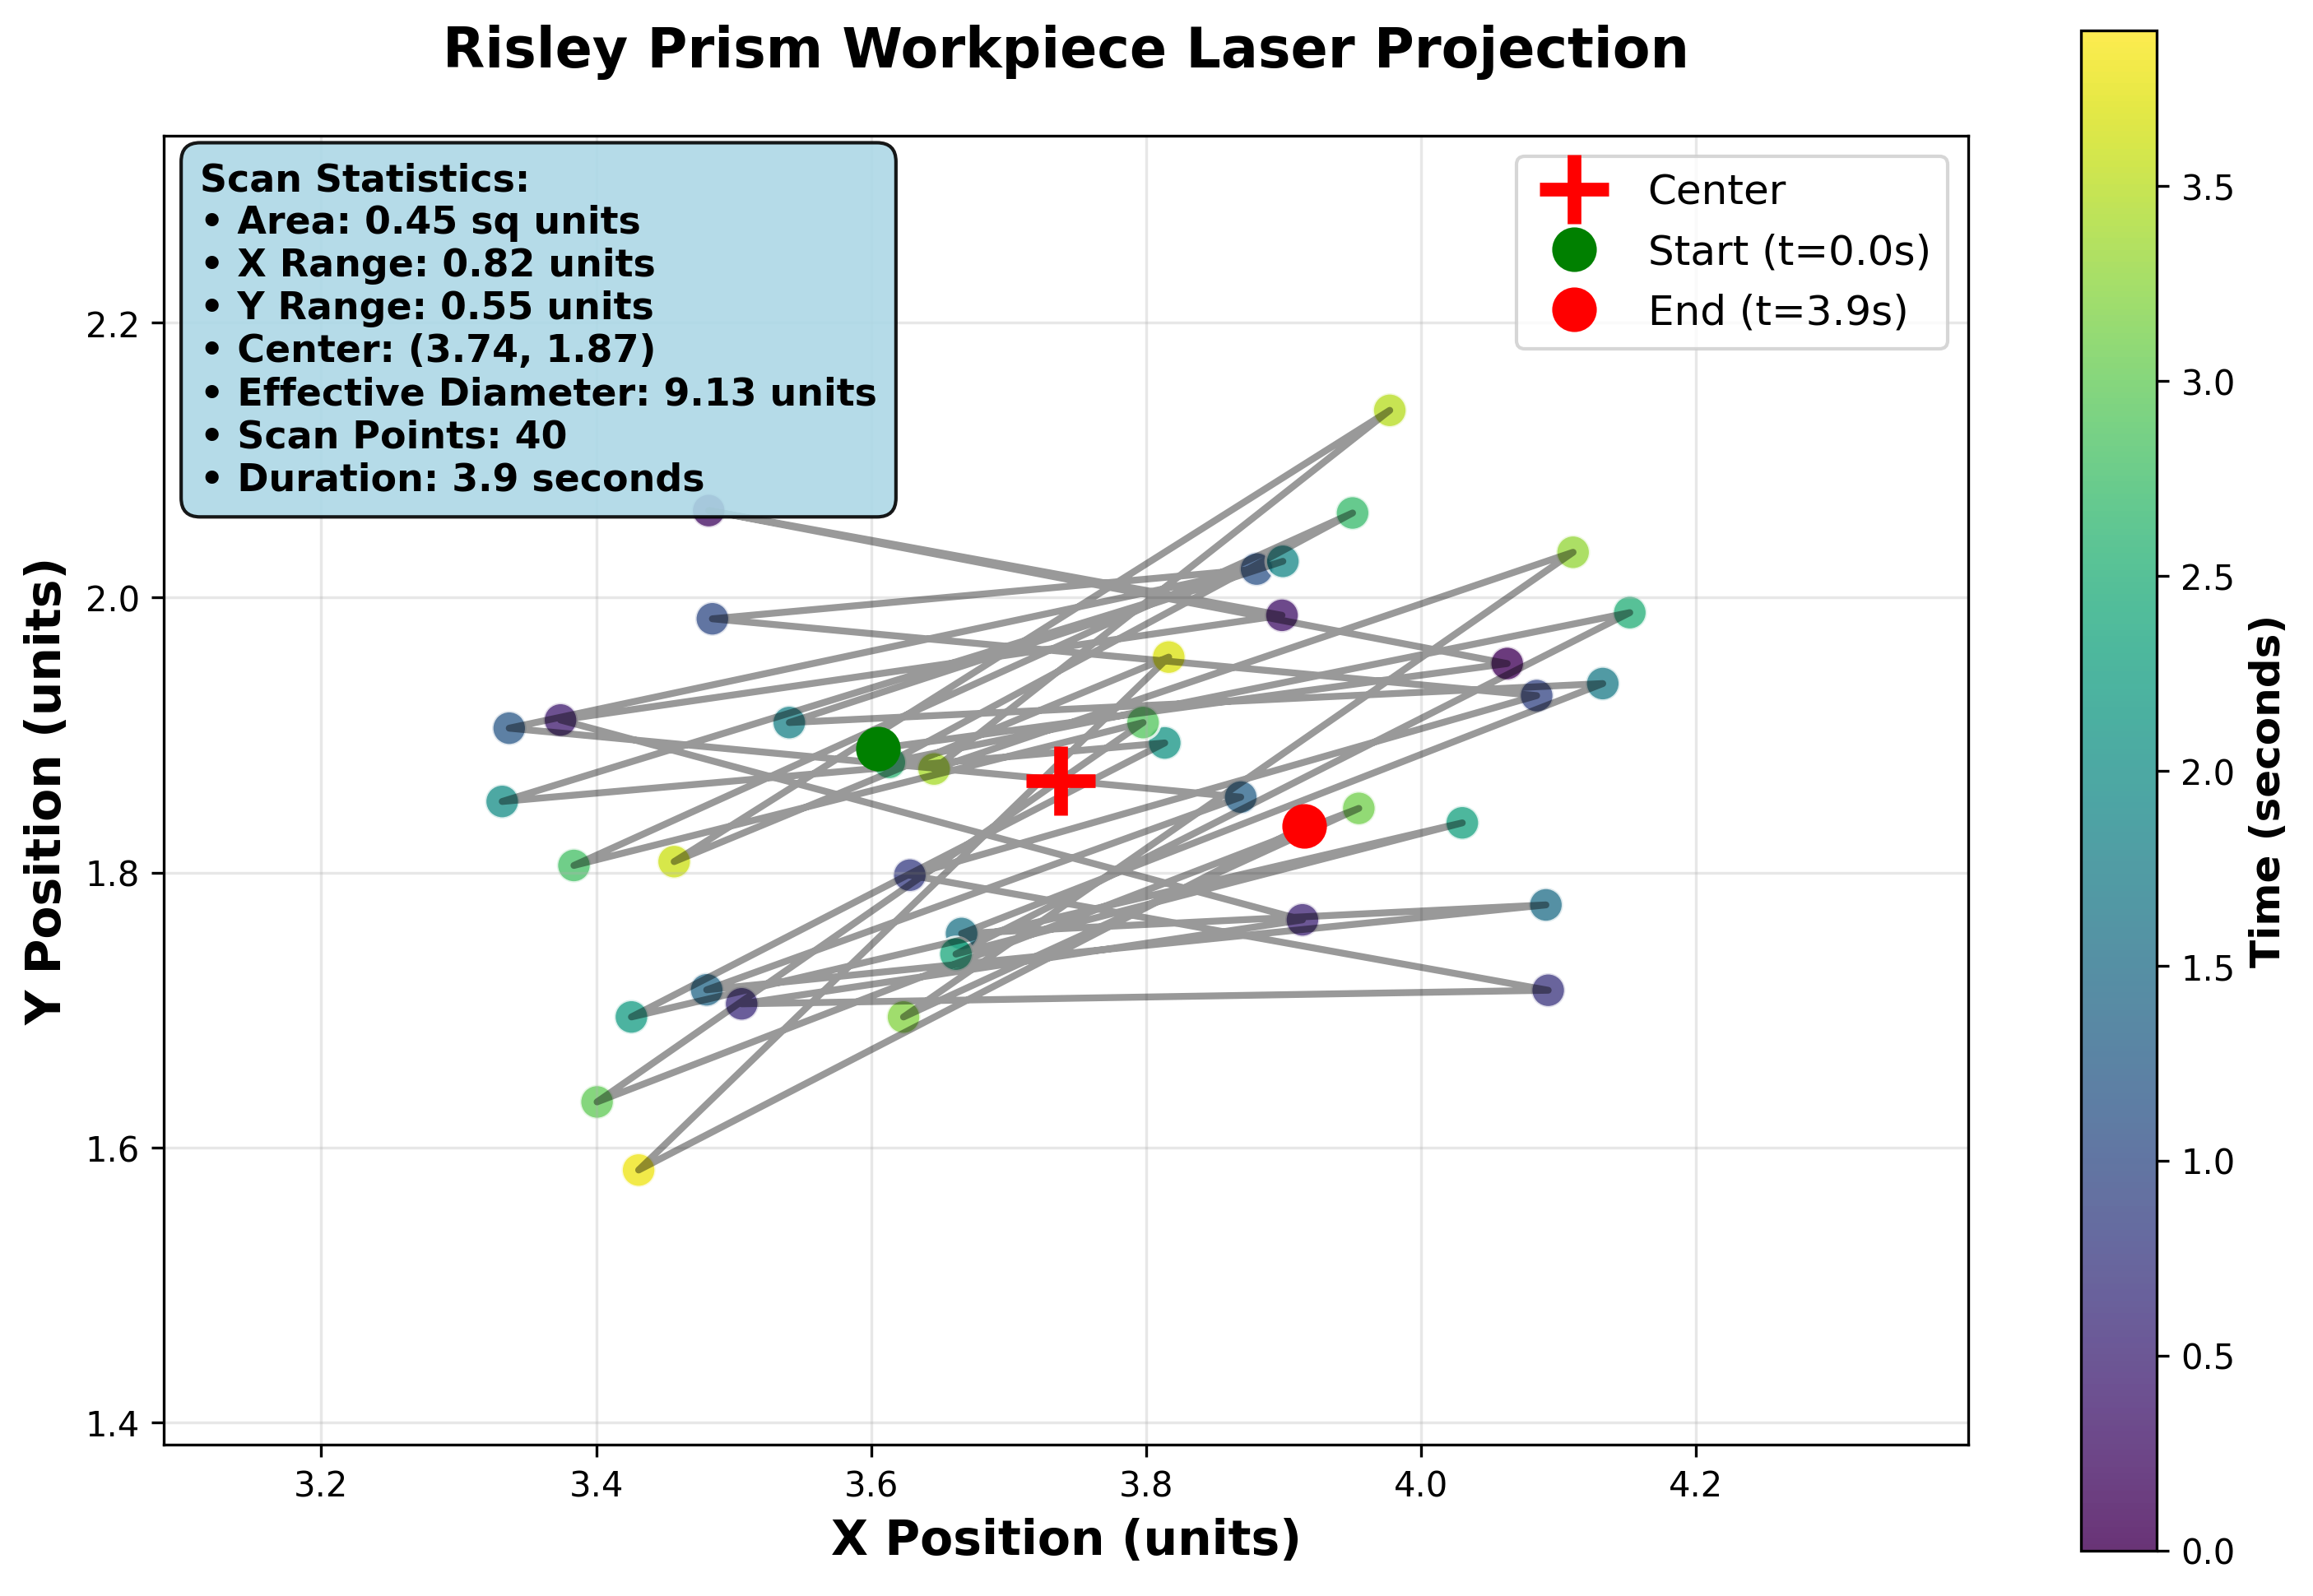 Risley Prism Workpiece Laser Projection
Scan Statistics:
• Area: 0.45 sq units
• X Range: 0.82 units
• Y Range: 0.55 units
• Center: (3.74, 1.87)
• Effective Diameter: 9.13 units
• Scan Points: 40
• Duration: 3.9 seconds
Center
Start (t=0.0s)
End (t=3.9s)
Y Position (units)
2.2
2.0
1.8
1.6
1.4
3.2
3.4
3.6
3.8
4.0
4.2
X Position (units)
3.5
3.0
2.5
2.0
1.5
1.0
0.5
0.0
Time (seconds)